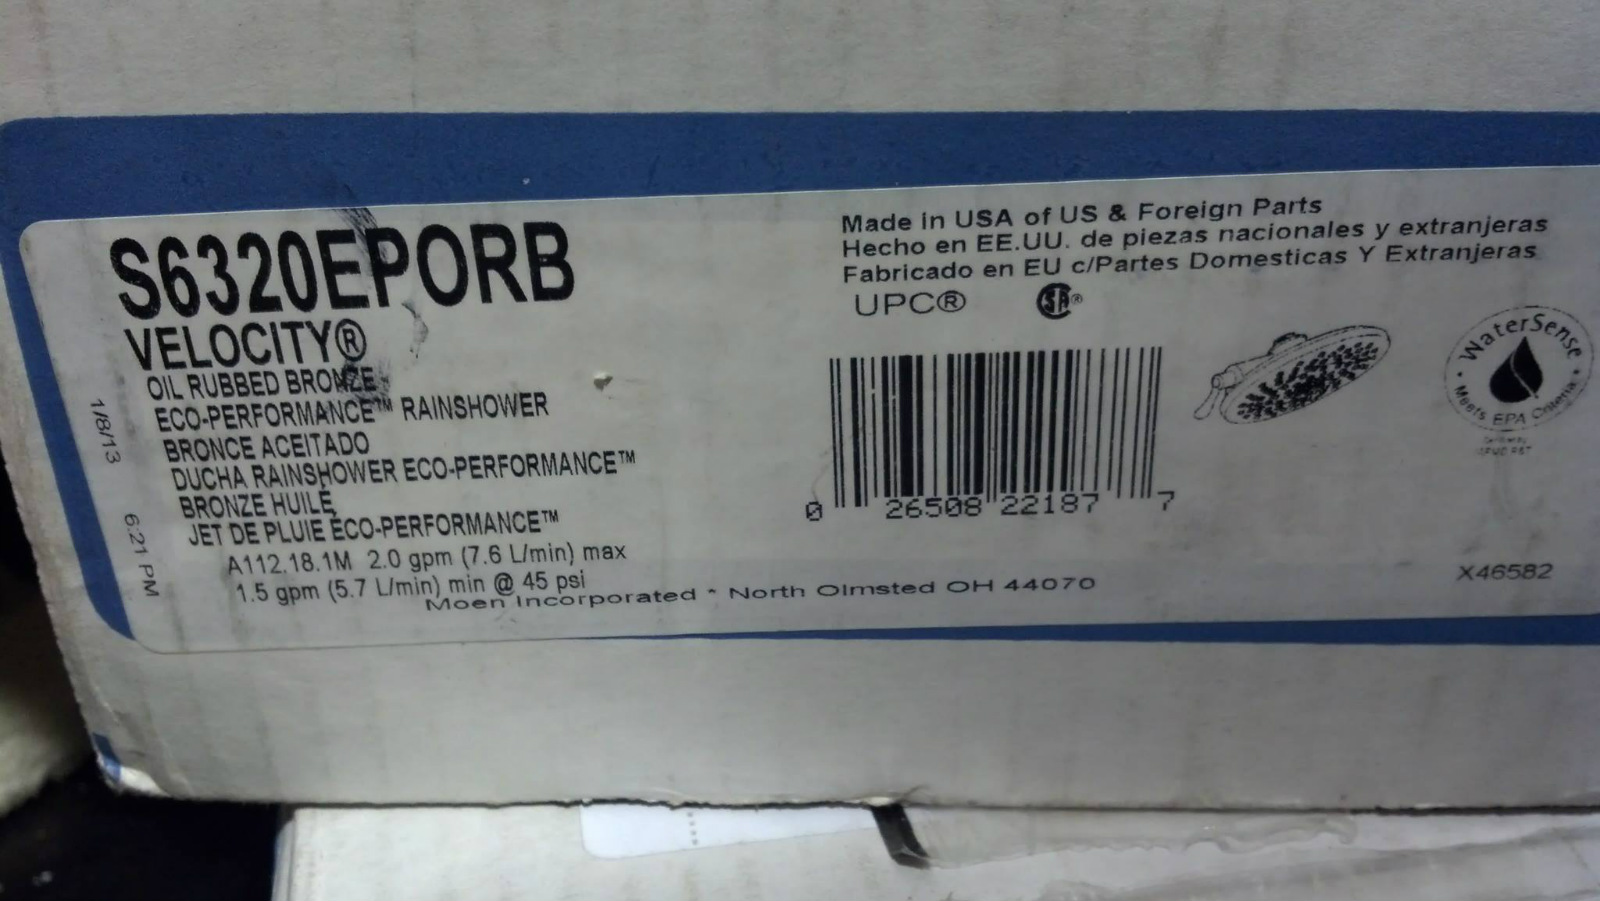 S6320EPORB
VELOCITY®
OIL RUBBED BRONZE
ECO-PERFORMANCE™ RAINSHOWER
BRONCE ACEITADO
DUCHA RAINSHOWER ECO-PERFORMANCE™
BRONZE HUILÉ
JET DE PLUIE ÉCO-PERFORMANCE™
A112.18.1M 2.0 gpm (7.6 L/min) max
1.5 gpm (5.7 L/min) min @ 45 psi
Moen Incorporated * North Olmsted OH 44070
1/8/13 6:21 PM
Made in USA of US & Foreign Parts
Hecho en EE.UU. de piezas nacionales y extranjeras
Fabricado en EU c/Partes Domesticas Y Extranjeras
UPC® SA®
0 26508 22187 7
WaterSense
Meets EPA Criteria
X46582